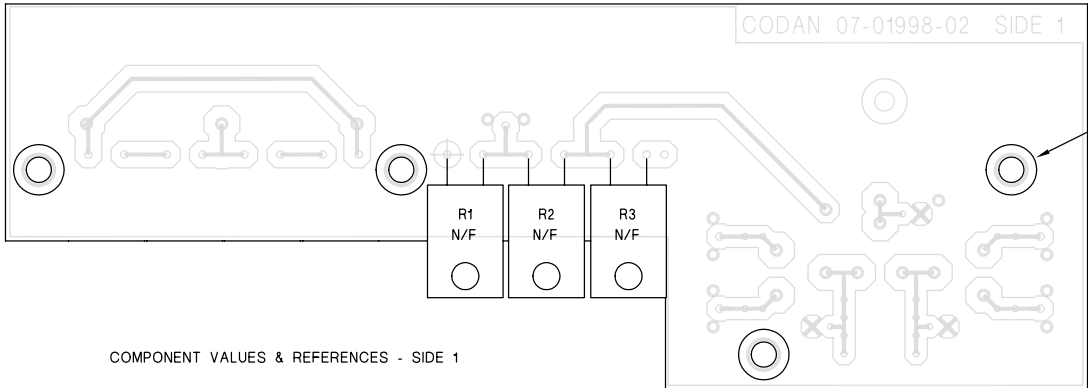 CODAN 07-01998-02 SIDE 1
R1
N/F
R2
N/F
R3
N/F
COMPONENT VALUES & REFERENCES - SIDE 1